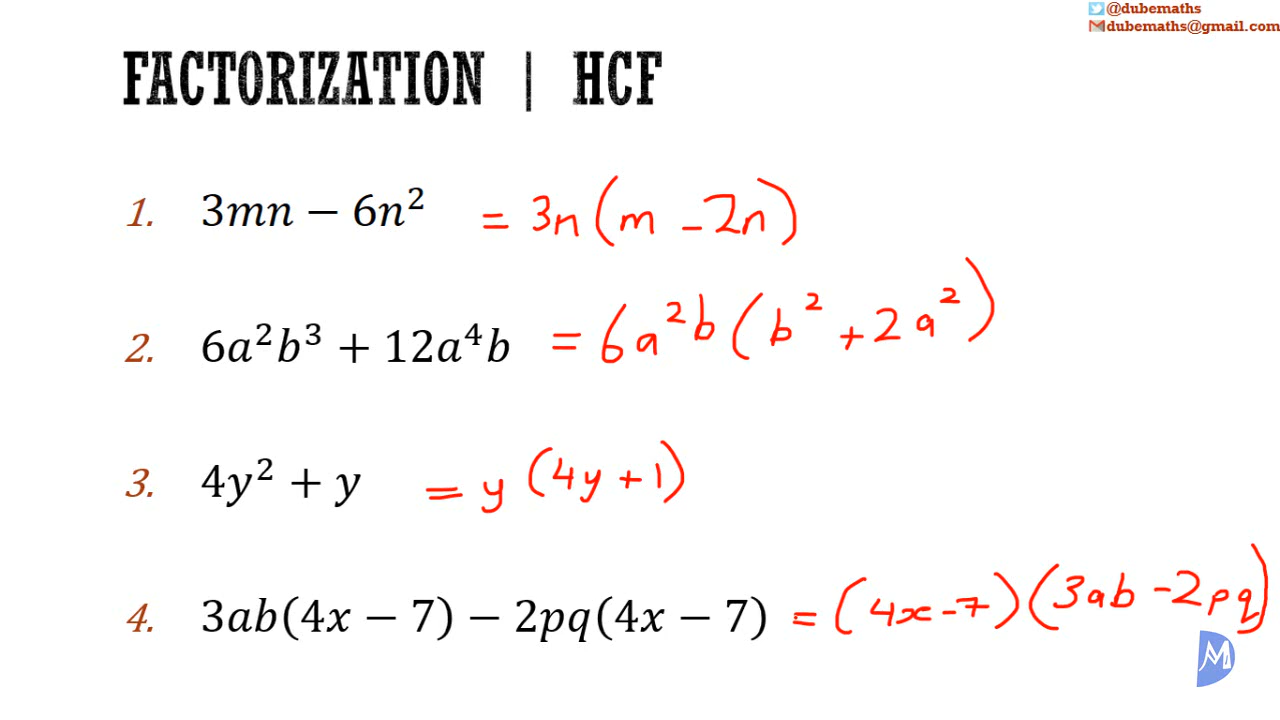 @dubemaths
dubemaths@gmail.com
FACTORIZATION | HCF
1. 3mn − 6n² = 3n(m − 2n)
2. 6a²b³ + 12a⁴b = 6a²b(b² + 2a²)
3. 4y² + y = y(4y + 1)
4. 3ab(4x − 7) − 2pq(4x − 7) = (4x − 7)(3ab − 2pq)
DM